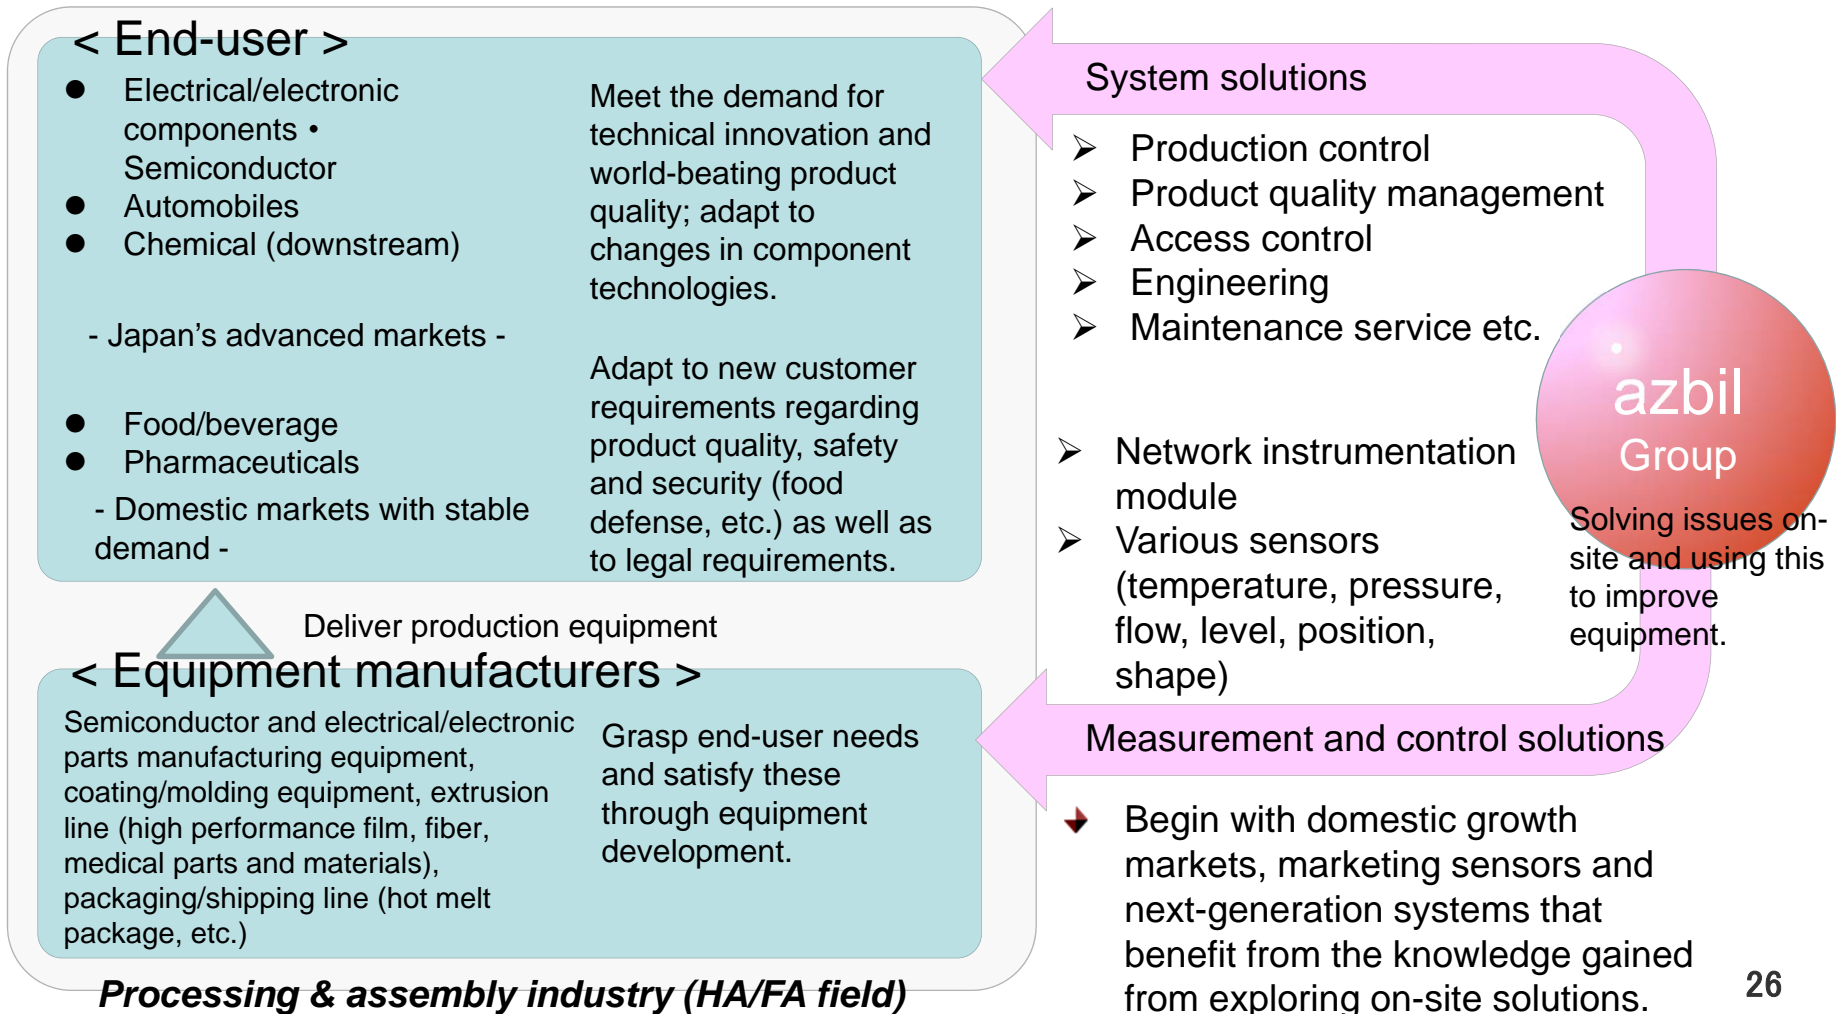 < End-user >
● Electrical/electronic
components・
Semiconductor
● Automobiles
● Chemical (downstream)
- Japan’s advanced markets -
● Food/beverage
● Pharmaceuticals
- Domestic markets with stable
demand -
Meet the demand for
technical innovation and
world-beating product
quality; adapt to
changes in component
technologies.
Adapt to new customer
requirements regarding
product quality, safety
and security (food
defense, etc.) as well as
to legal requirements.
Deliver production equipment
< Equipment manufacturers >
Semiconductor and electrical/electronic
parts manufacturing equipment,
coating/molding equipment, extrusion
line (high performance film, fiber,
medical parts and materials),
packaging/shipping line (hot melt
package, etc.)
Grasp end-user needs
and satisfy these
through equipment
development.
Processing & assembly industry (HA/FA field)
System solutions
➢ Production control
➢ Product quality management
➢ Access control
➢ Engineering
➢ Maintenance service etc.
➢ Network instrumentation
module
➢ Various sensors
(temperature, pressure,
flow, level, position,
shape)
azbil
Group
Solving issues on-
site and using this
to improve
equipment.
Measurement and control solutions
Begin with domestic growth
markets, marketing sensors and
next-generation systems that
benefit from the knowledge gained
from exploring on-site solutions.
26